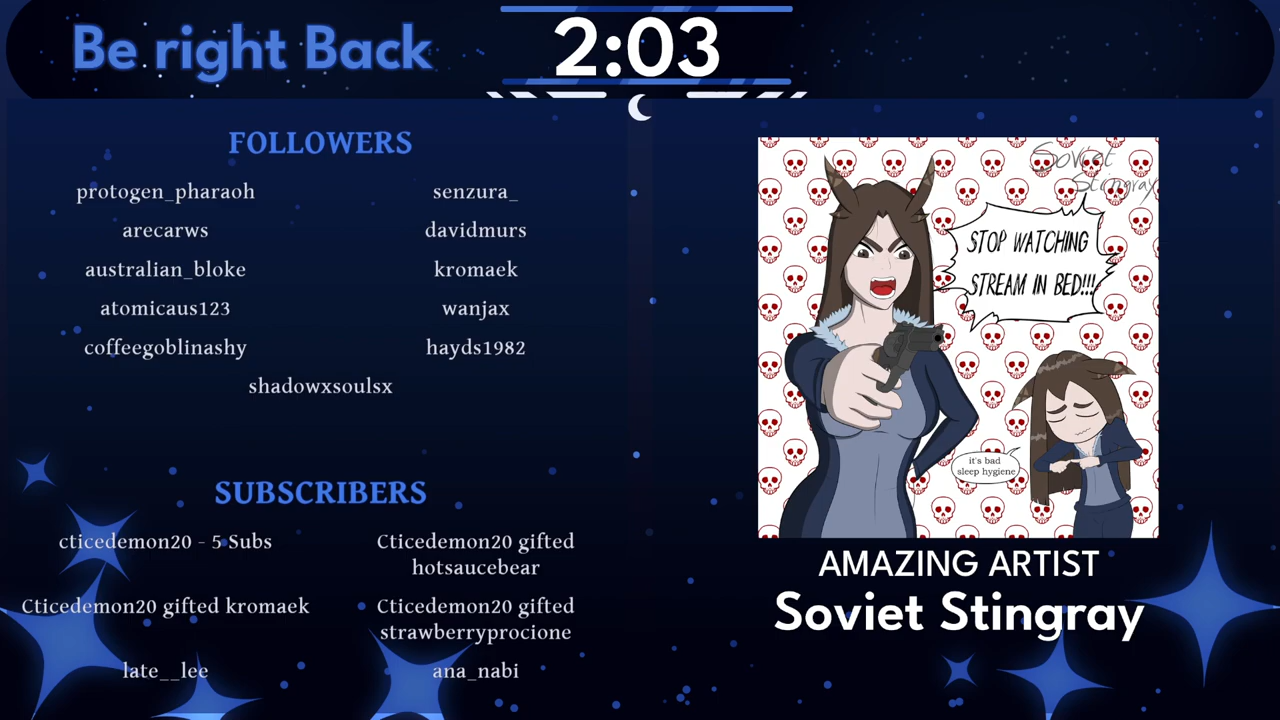 Be right Back
2:03
FOLLOWERS
protogen_pharaoh
senzura_
arecarws
davidmurs
australian_bloke
kromaek
atomicaus123
wanjax
coffeegoblinashy
hayds1982
shadowxsoulsx
SUBSCRIBERS
cticedemon20 - 5 Subs
Cticedemon20 gifted
hotsaucebear
Cticedemon20 gifted kromaek
Cticedemon20 gifted
strawberryprocione
late__lee
ana_nabi
Soviet
Stingray
STOP WATCHING
STREAM IN BED!!!
it's bad
sleep hygiene
AMAZING ARTIST
Soviet Stingray